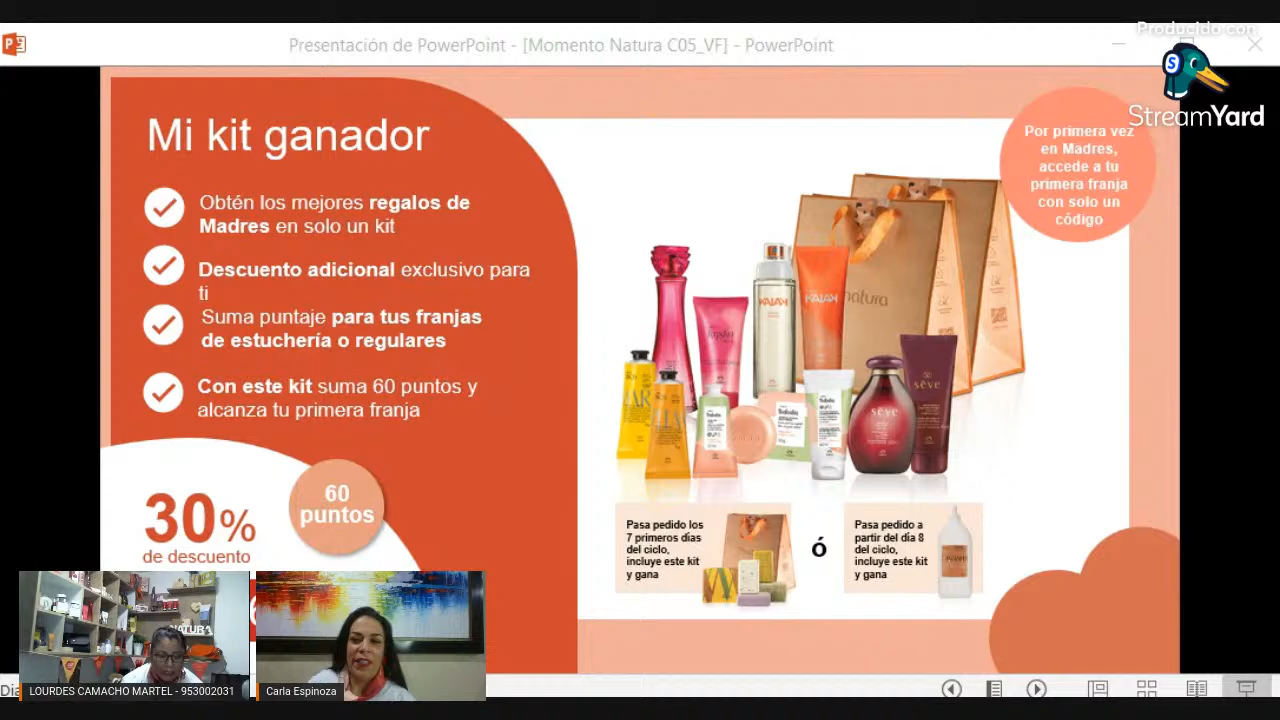 Producido con
Presentación de PowerPoint - [Momento Natura C05_VF] - PowerPoint
StreamYard
Mi kit ganador
Obtén los mejores regalos de
Madres en solo un kit
Descuento adicional exclusivo para
ti
Suma puntaje para tus franjas
de estuchería o regulares
Con este kit suma 60 puntos y
alcanza tu primera franja
30%
de descuento
60
puntos
Por primera vez
en Madres,
accede a tu
primera franja
con solo un
código
natura
KAIAK
KAIAK
sève
sève
Pasa pedido los
7 primeros días
del ciclo,
incluye este kit
y gana
ó
Pasa pedido a
partir del día 8
del ciclo,
incluye este kit
y gana
NATURA
LOURDES CAMACHO MARTEL - 953002031
Carla Espinoza